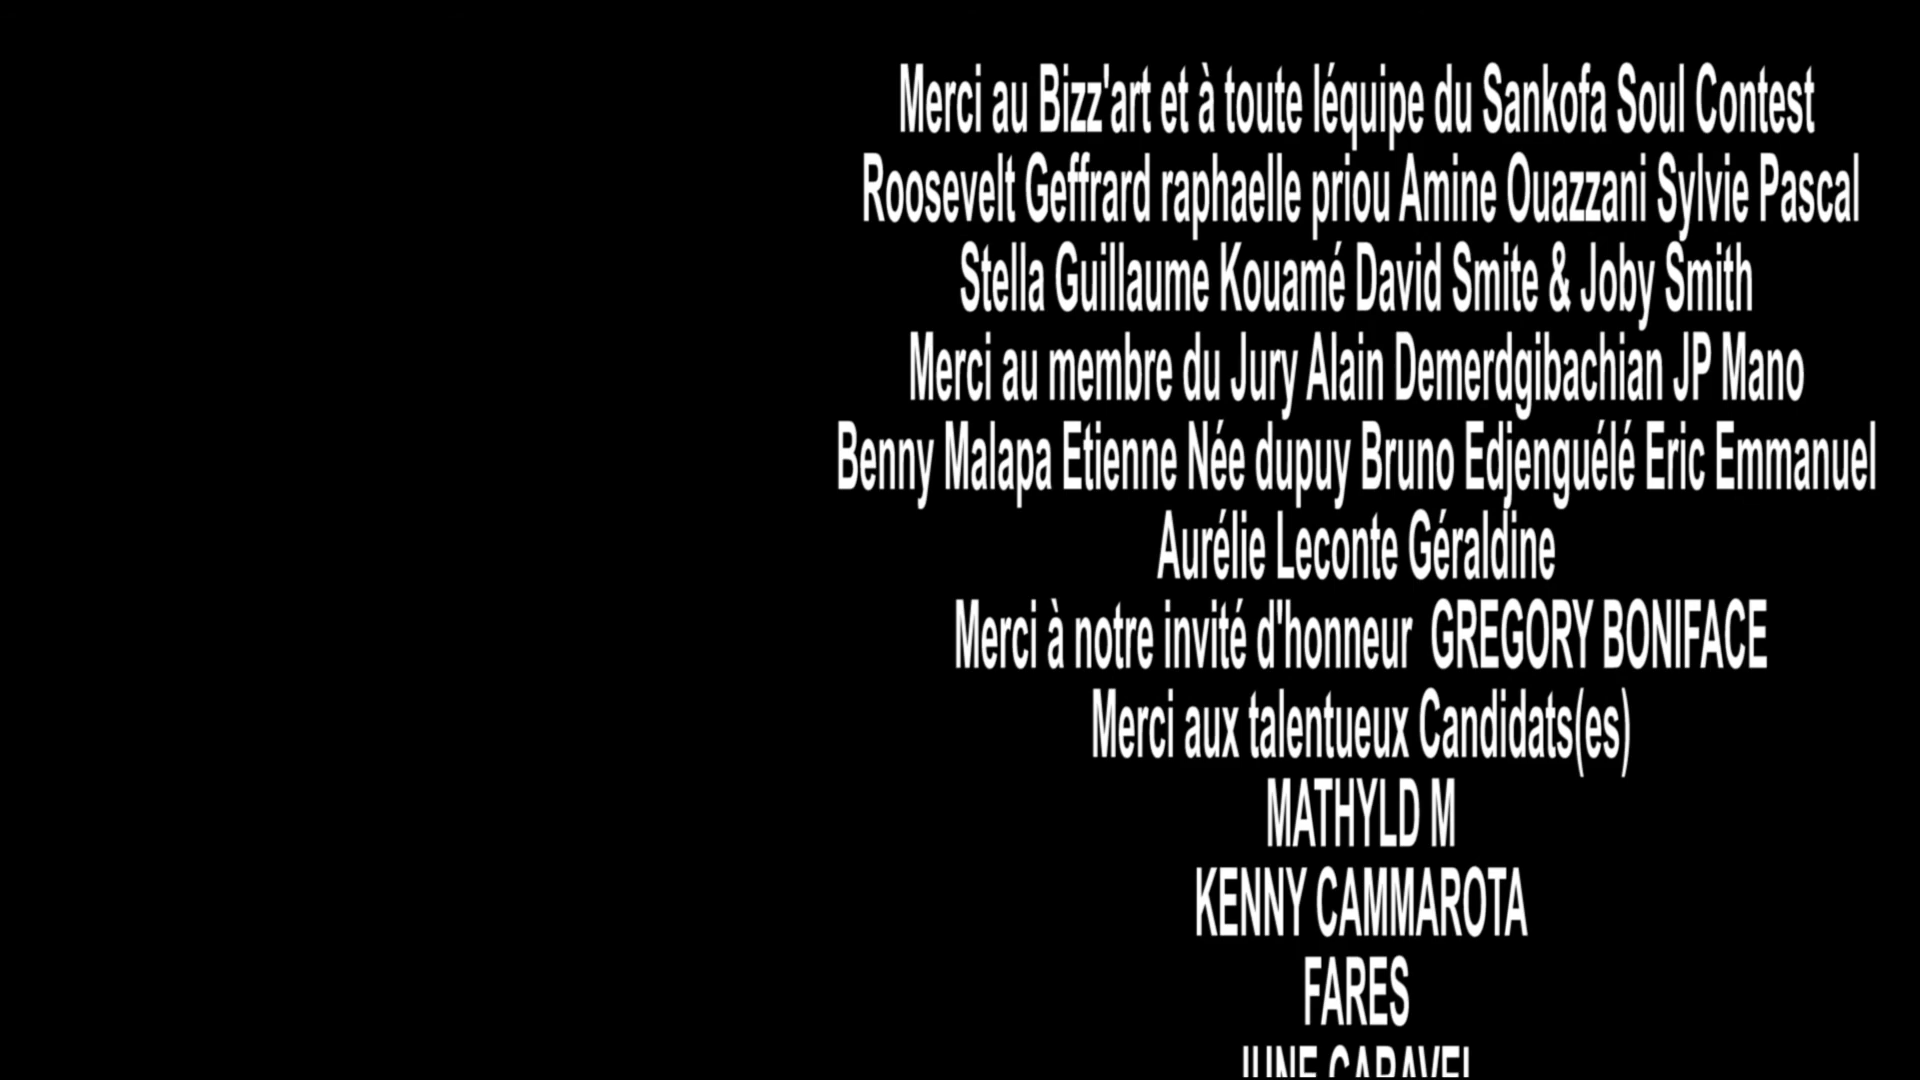 Merci au Bizz'art et à toute léquipe du Sankofa Soul Contest
Roosevelt Geffrard raphaelle priou Amine Ouazzani Sylvie Pascal
Stella Guillaume Kouamé David Smite & Joby Smith
Merci au membre du Jury Alain Demerdgibachian JP Mano
Benny Malapa Etienne Née dupuy Bruno Edjenguélé Eric Emmanuel
Aurélie Leconte Géraldine
Merci à notre invité d'honneur  GREGORY BONIFACE
Merci aux talentueux Candidats(es)
MATHYLD M
KENNY CAMMAROTA
FARES
JUNE CARAVEL